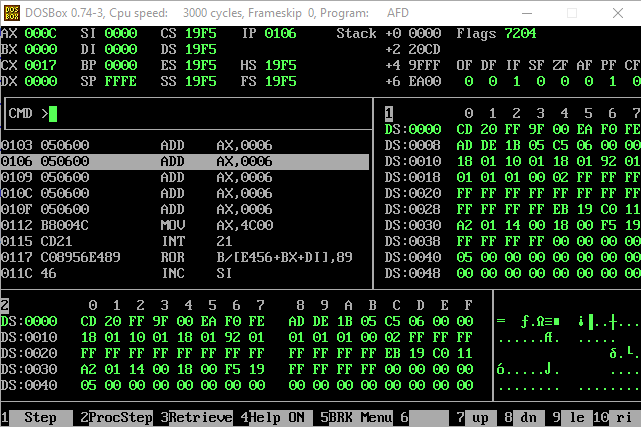 DOSBox 0.74-3, Cpu speed: 3000 cycles, Frameskip 0, Program: AFD
AX 000C SI 0000 CS 19F5 IP 0106 Stack +0 0000 Flags 7204
BX 0000 DI 0000 DS 19F5 +2 20CD
CX 0017 BP 0000 ES 19F5 HS 19F5 +4 9FFF OF DF IF SF ZF AF PF CF
DX 0000 SP FFFE SS 19F5 FS 19F5 +6 EA00 0 0 1 0 0 0 1 0
CMD >
1 0 1 2 3 4 5 6 7
DS:0000 CD 20 FF 9F 00 EA F0 FE
0103 050600 ADD AX,0006 DS:0008 AD DE 1B 05 C5 06 00 00
0106 050600 ADD AX,0006 DS:0010 18 01 10 01 18 01 92 01
0109 050600 ADD AX,0006 DS:0018 01 01 01 00 02 FF FF FF
010C 050600 ADD AX,0006 DS:0020 FF FF FF FF FF FF FF FF
010F 050600 ADD AX,0006 DS:0028 FF FF FF FF EB 19 C0 11
0112 B8004C MOV AX,4C00 DS:0030 A2 01 14 00 18 00 F5 19
0115 CD21 INT 21 DS:0038 FF FF FF FF 00 00 00 00
0117 C08956E489 ROR B/[E456+BX+DI],89 DS:0040 05 00 00 00 00 00 00 00
011C 46 INC SI DS:0048 00 00 00 00 00 00 00 00
2 0 1 2 3 4 5 6 7 8 9 A B C D E F
DS:0000 CD 20 FF 9F 00 EA F0 FE AD DE 1B 05 C5 06 00 00
DS:0010 18 01 10 01 18 01 92 01 01 01 01 00 02 FF FF FF
DS:0020 FF FF FF FF FF FF FF FF FF FF FF FF EB 19 C0 11
DS:0030 A2 01 14 00 18 00 F5 19 FF FF FF FF 00 00 00 00
DS:0040 05 00 00 00 00 00 00 00 00 00 00 00 00 00 00 00
1 Step 2 ProcStep 3 Retrieve 4 Help ON 5 BRK Menu 6 7 up 8 dn 9 le 10 ri